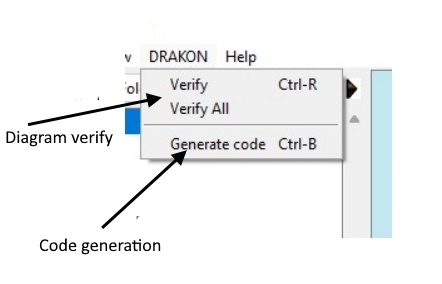 DRAKON Help
Verify Ctrl-R
Verify All
Diagram verify
Generate code Ctrl-B
Code generation